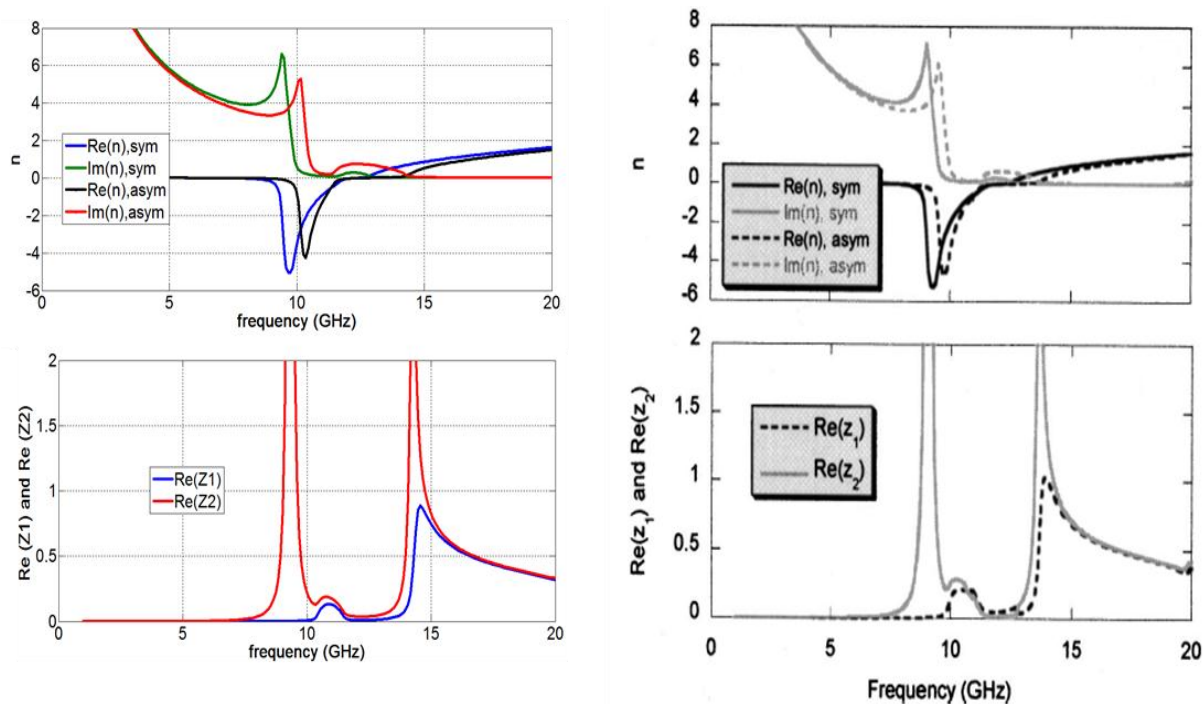 8
6
4
2
0
-2
-4
-6
n
Re(n),sym
Im(n),sym
Re(n),asym
Im(n),asym
0 5 10 15 20
frequency (GHz)
2
1.5
1
0.5
0
Re (Z1) and Re (Z2)
Re(Z1)
Re(Z2)
0 5 10 15 20
frequency (GHz)
8
6
4
2
0
-2
-4
-6
n
Re(n), sym
Im(n), sym
Re(n), asym
Im(n), asym
2
1.5
1
0.5
0
Re(z₁) and Re(z₂)
Re(z₁)
Re(z₂)
0 5 10 15 20
Frequency (GHz)